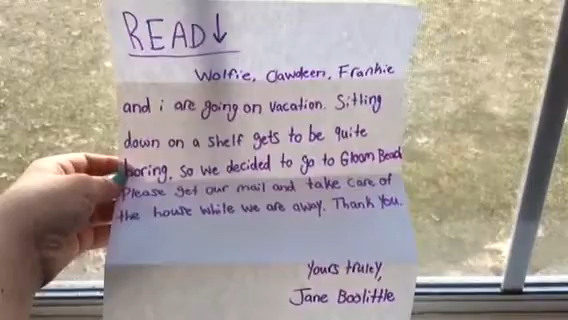 READ↓
Wolfie, Clawdeen, Frankie
and i are going on vacation. Sitting
down on a shelf gets to be quite
boring, so we decided to go to Gloom Beach
Please get our mail and take care of
the house while we are away. Thank you.
Yours truley,
Jane Boolittle